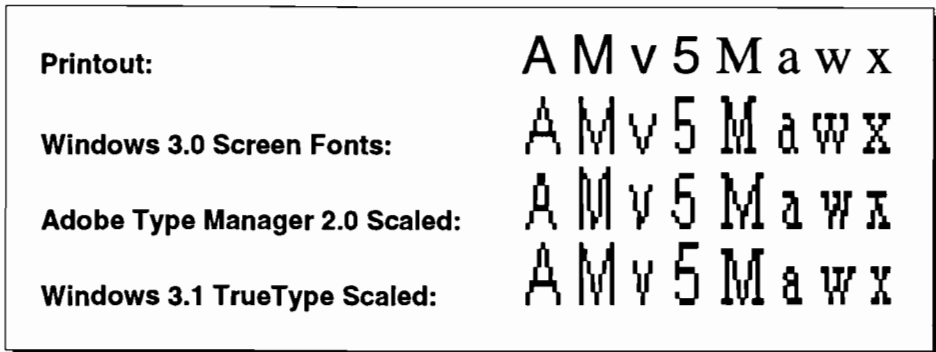 Printout: A M v 5 M a w x
Windows 3.0 Screen Fonts: A M v 5 M a w x
Adobe Type Manager 2.0 Scaled: A M v 5 M a w x
Windows 3.1 TrueType Scaled: A M v 5 M a w x